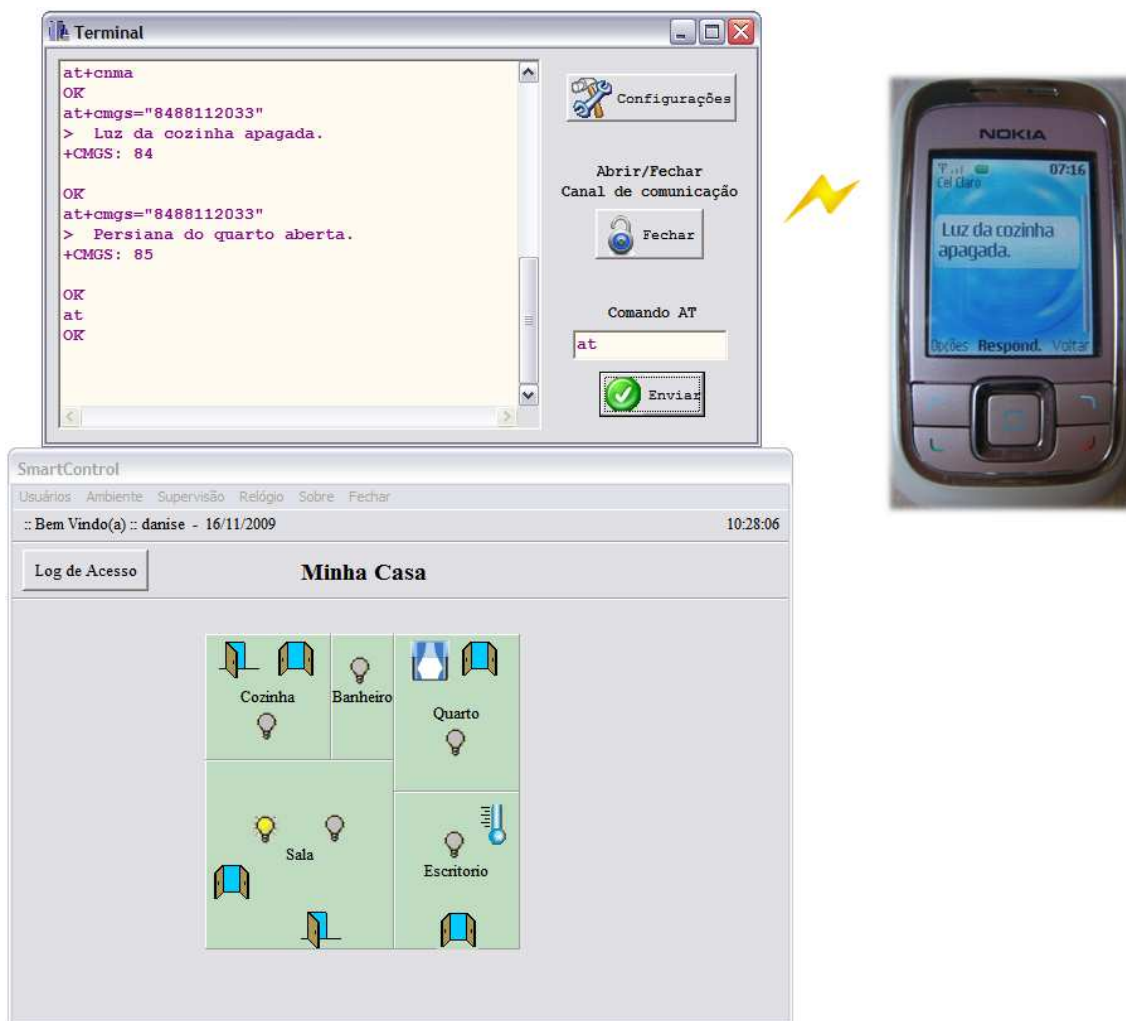 Terminal
at+cnma
OK
at+cmgs="8488112033"
>  Luz da cozinha apagada.
+CMGS: 84
OK
at+cmgs="8488112033"
>  Persiana do quarto aberta.
+CMGS: 85
OK
at
OK
Configurações
Abrir/Fechar
Canal de comunicação
Fechar
Comando AT
at
Enviar
NOKIA
07:16
Cel Claro
Luz da cozinha
apagada.
Opções Respond. Voltar
SmartControl
Usuários Ambiente Supervisão Relógio Sobre Fechar
:: Bem Vindo(a) :: danise - 16/11/2009 10:28:06
Log de Acesso
Minha Casa
Cozinha
Banheiro
Quarto
Sala
Escritorio